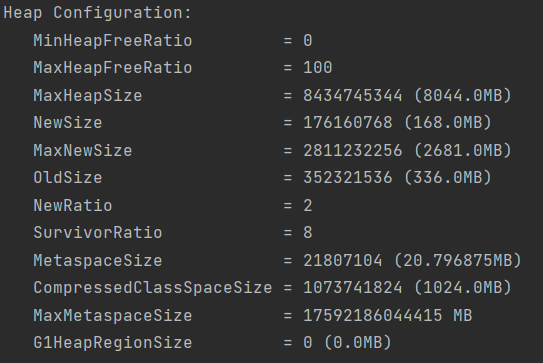 Heap Configuration:
   MinHeapFreeRatio         = 0
   MaxHeapFreeRatio         = 100
   MaxHeapSize              = 8434745344 (8044.0MB)
   NewSize                  = 176160768 (168.0MB)
   MaxNewSize               = 2811232256 (2681.0MB)
   OldSize                  = 352321536 (336.0MB)
   NewRatio                 = 2
   SurvivorRatio            = 8
   MetaspaceSize            = 21807104 (20.796875MB)
   CompressedClassSpaceSize = 1073741824 (1024.0MB)
   MaxMetaspaceSize         = 17592186044415 MB
   G1HeapRegionSize         = 0 (0.0MB)